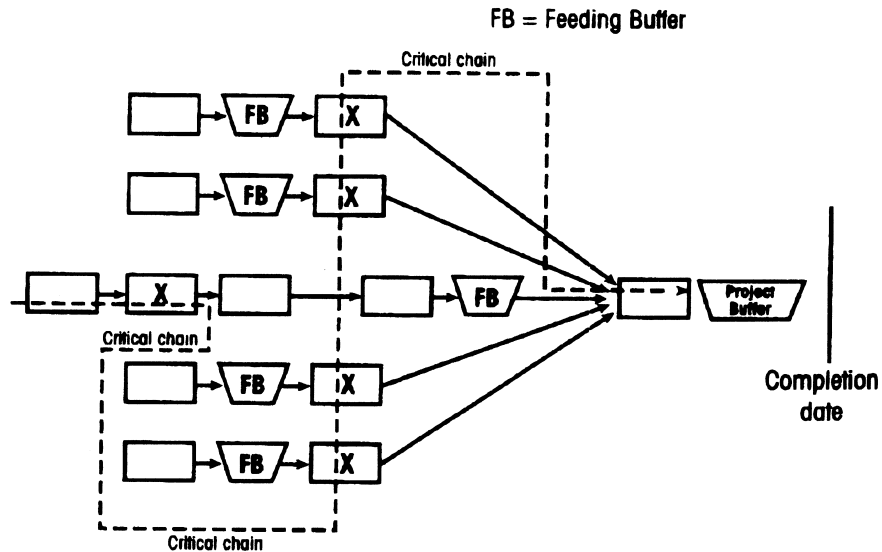 FB = Feeding Buffer
Critical chain
FB
X
FB
X
X
FB
Project
Buffer
Critical chain
FB
X
Completion
date
FB
X
Critical chain